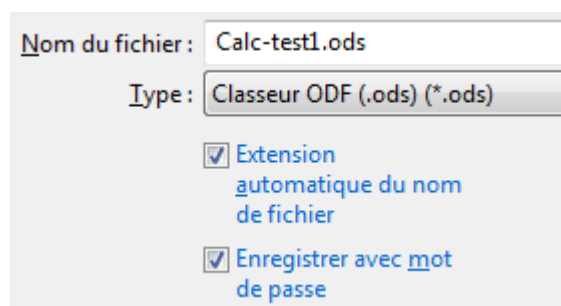 Nom du fichier : Calc-test1.ods
Type : Classeur ODF (.ods) (*.ods)
Extension
automatique du nom
de fichier
Enregistrer avec mot
de passe